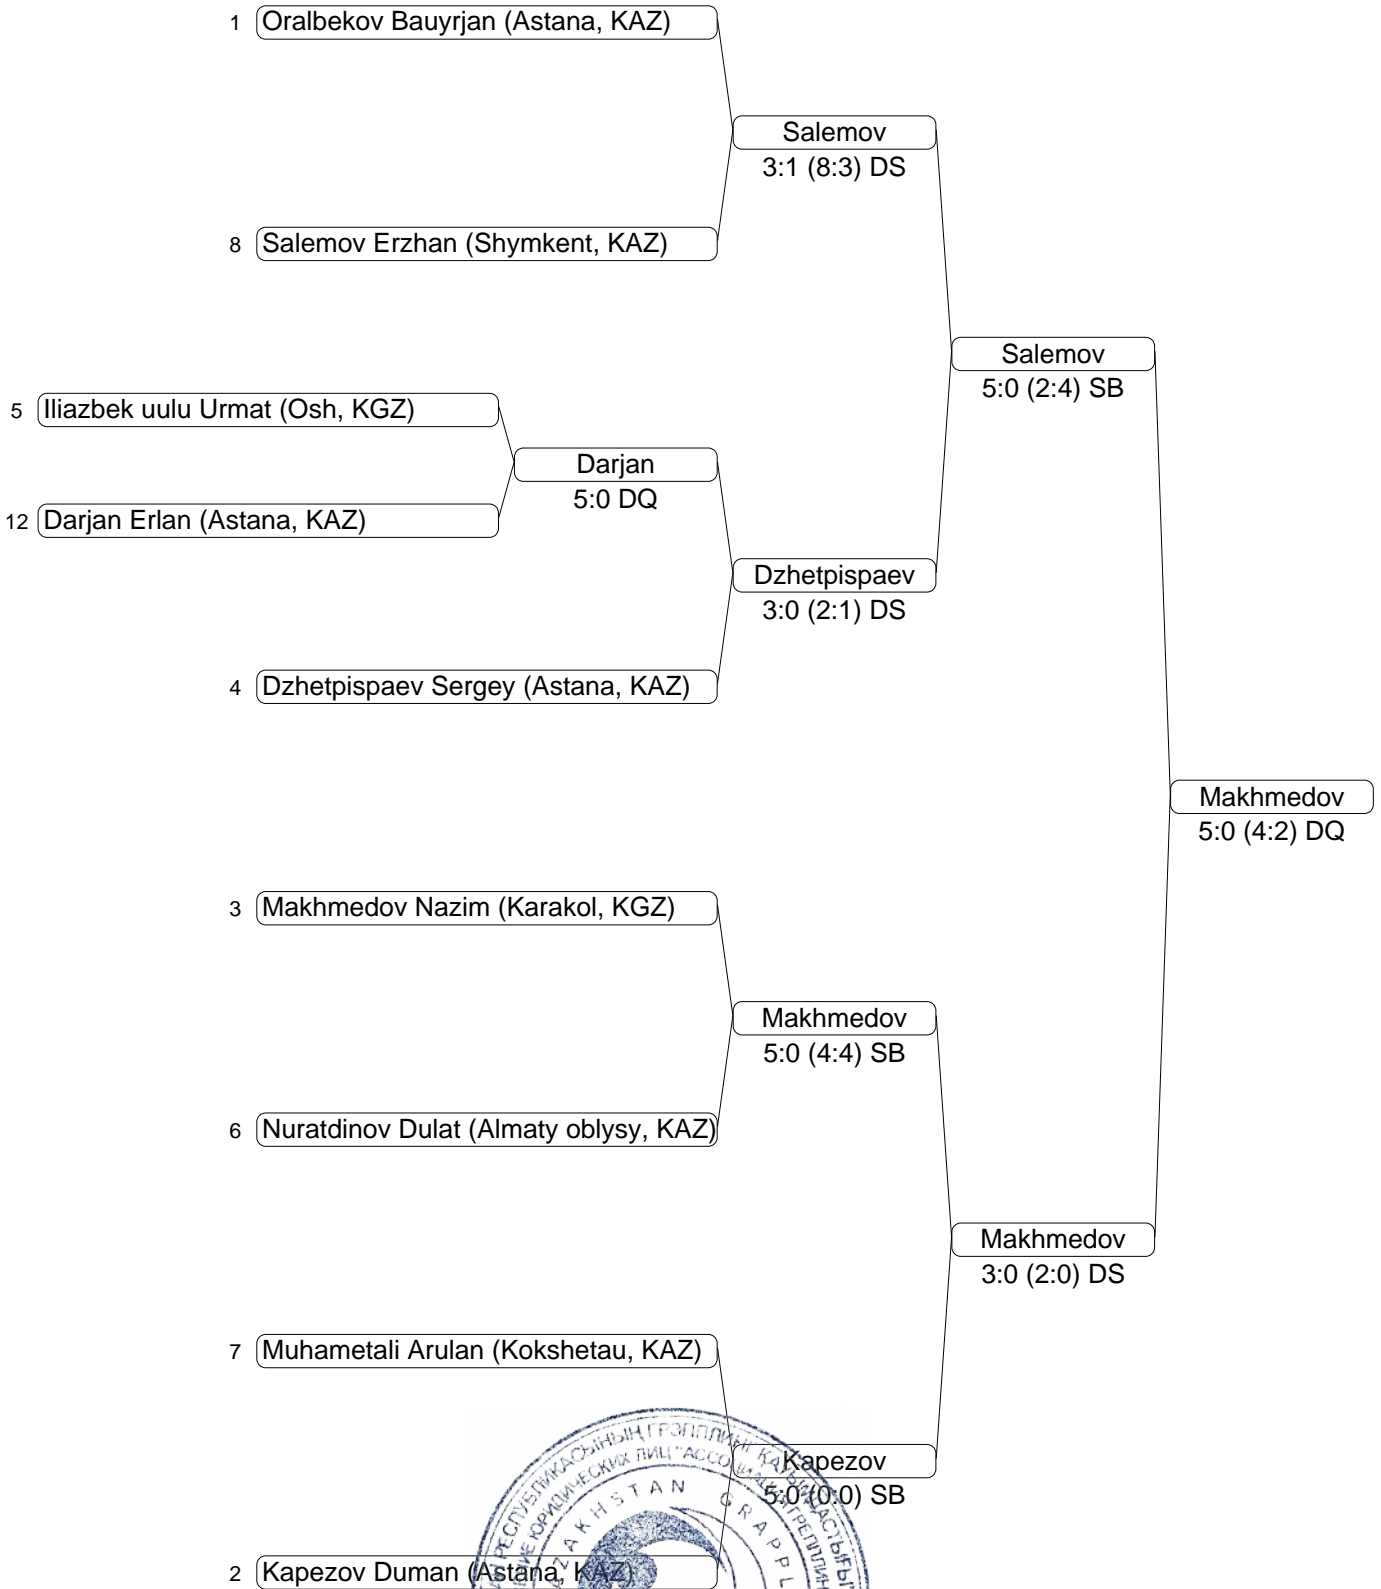 1 Oralbekov Bauyrjan (Astana, KAZ)
Salemov
3:1 (8:3) DS
8 Salemov Erzhan (Shymkent, KAZ)
Salemov
5:0 (2:4) SB
5 Iliazbek uulu Urmat (Osh, KGZ)
Darjan
5:0 DQ
12 Darjan Erlan (Astana, KAZ)
Dzhetpispaev
3:0 (2:1) DS
4 Dzhetpispaev Sergey (Astana, KAZ)
Makhmedov
5:0 (4:2) DQ
3 Makhmedov Nazim (Karakol, KGZ)
Makhmedov
5:0 (4:4) SB
6 Nuratdinov Dulat (Almaty oblysy, KAZ)
Makhmedov
3:0 (2:0) DS
7 Muhametali Arulan (Kokshetau, KAZ)
Kapezov
5:0 (0:0) SB
2 Kapezov Duman (Astana, KAZ)